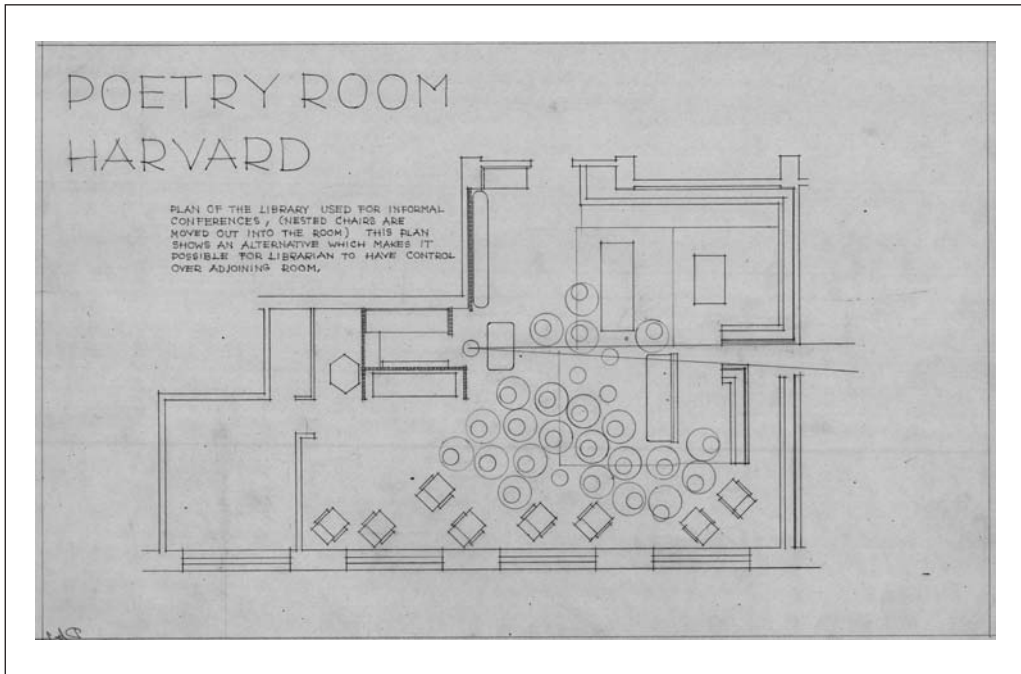 POETRY ROOM
HARVARD
PLAN OF THE LIBRARY USED FOR INFORMAL
CONFERENCES, (NESTED CHAIRS ARE
MOVED OUT INTO THE ROOM) THIS PLAN
SHOWS AN ALTERNATIVE WHICH MAKES IT
POSSIBLE FOR LIBRARIAN TO HAVE CONTROL
OVER ADJOINING ROOM.